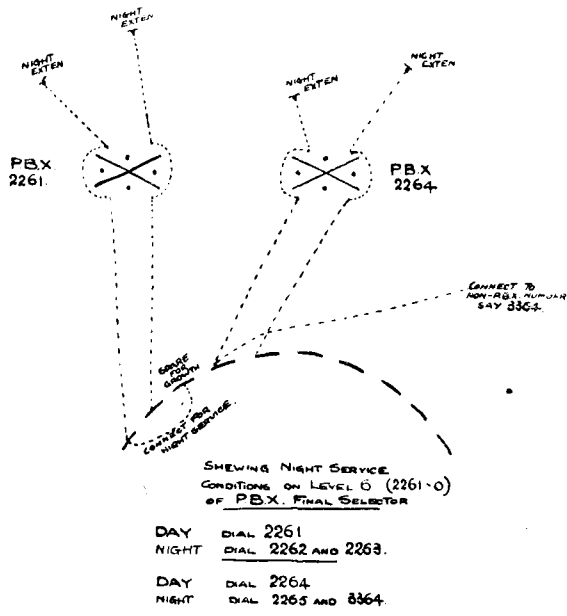 NIGHT
EXTEN
NIGHT
EXTEN
NIGHT
EXTEN
NIGHT
EXTEN
P.B.X.
2261.
P.B.X
2264
CONNECT TO
NON-P.B.X. NUMBER
SAY 3364.
SPARE
FOR
GROWTH
CONNECT FOR
NIGHT SERVICE.
SHEWING NIGHT SERVICE
CONDITIONS ON LEVEL 6 (2261-0)
OF P.B.X. FINAL SELECTOR
DAY DIAL 2261
NIGHT DIAL 2262 AND 2263.
DAY DIAL 2264
NIGHT DIAL 2265 AND 3364.